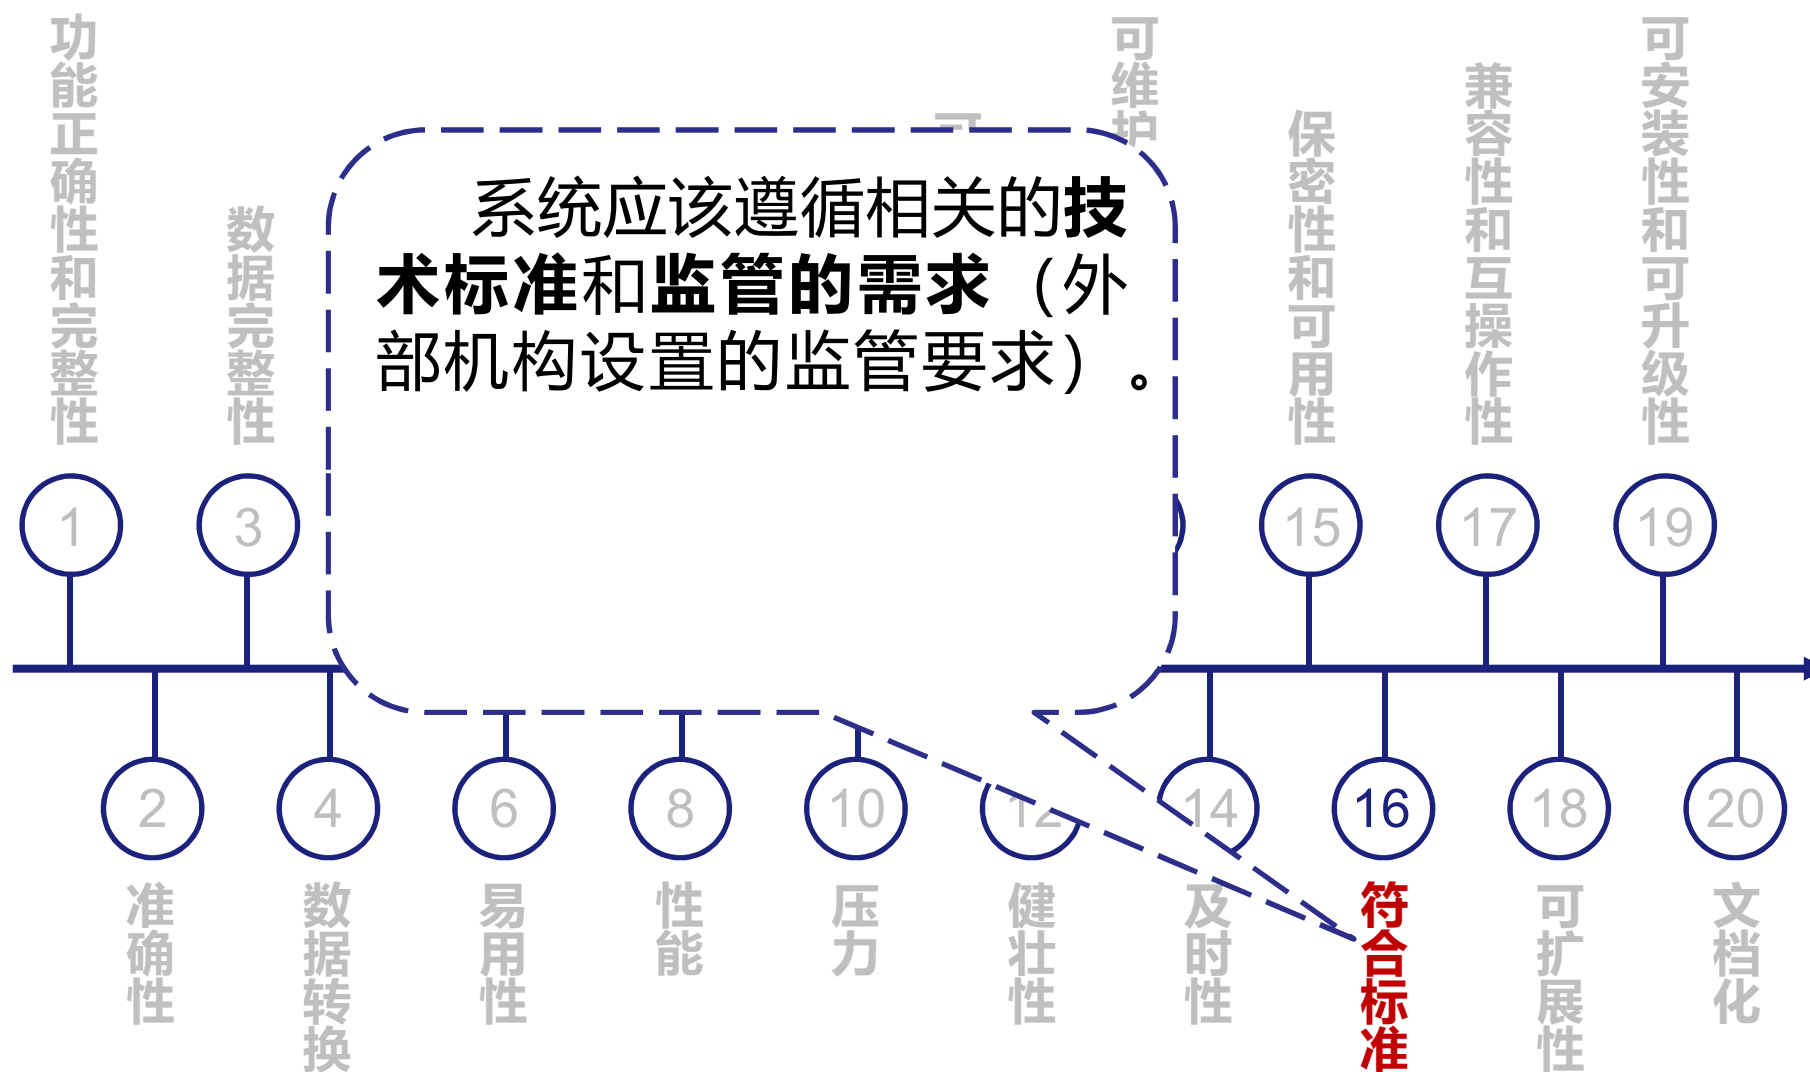 功能正确性和完整性
数据完整性
可维护
保密性和可用性
兼容性和互操作性
可安装性和可升级性
系统应该遵循相关的技
术标准和监管的需求（外
部机构设置的监管要求）。
1
3
15
17
19
2
4
6
8
10
12
14
16
18
20
准确性
数据转换
易用性
性能
压力
健壮性
及时性
符合标准
可扩展性
文档化